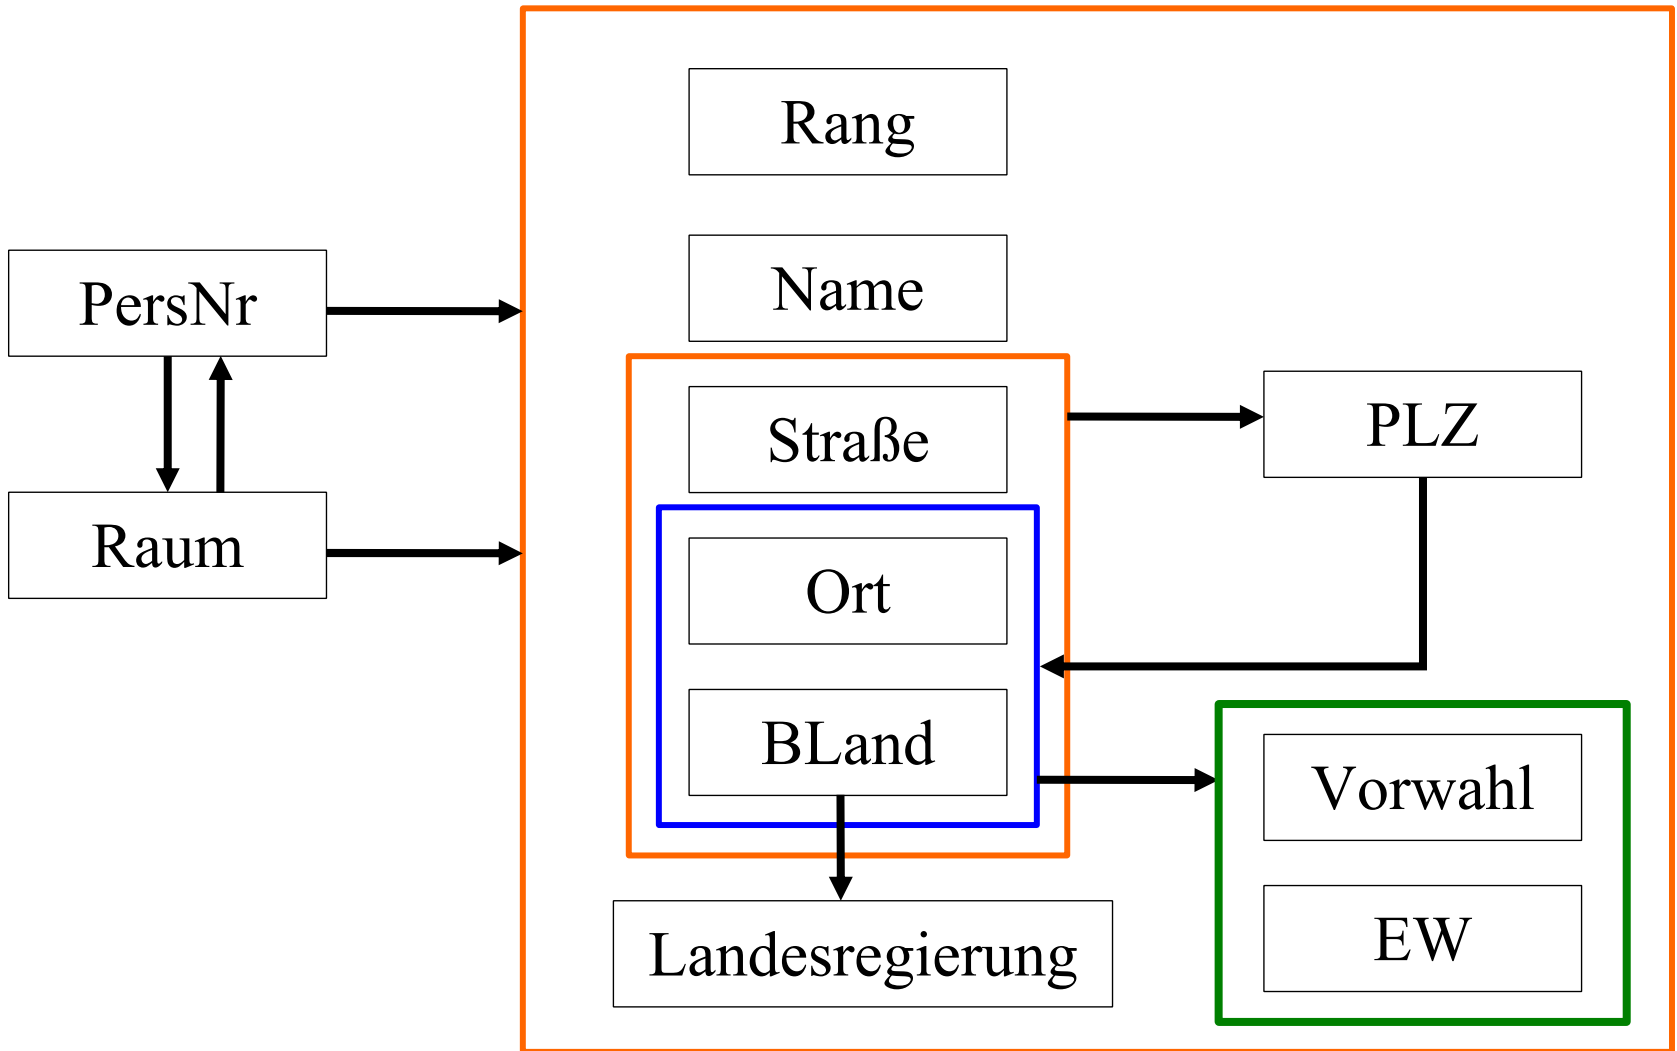 Rang
Name
PersNr
Straße
PLZ
Raum
Ort
BLand
Vorwahl
EW
Landesregierung